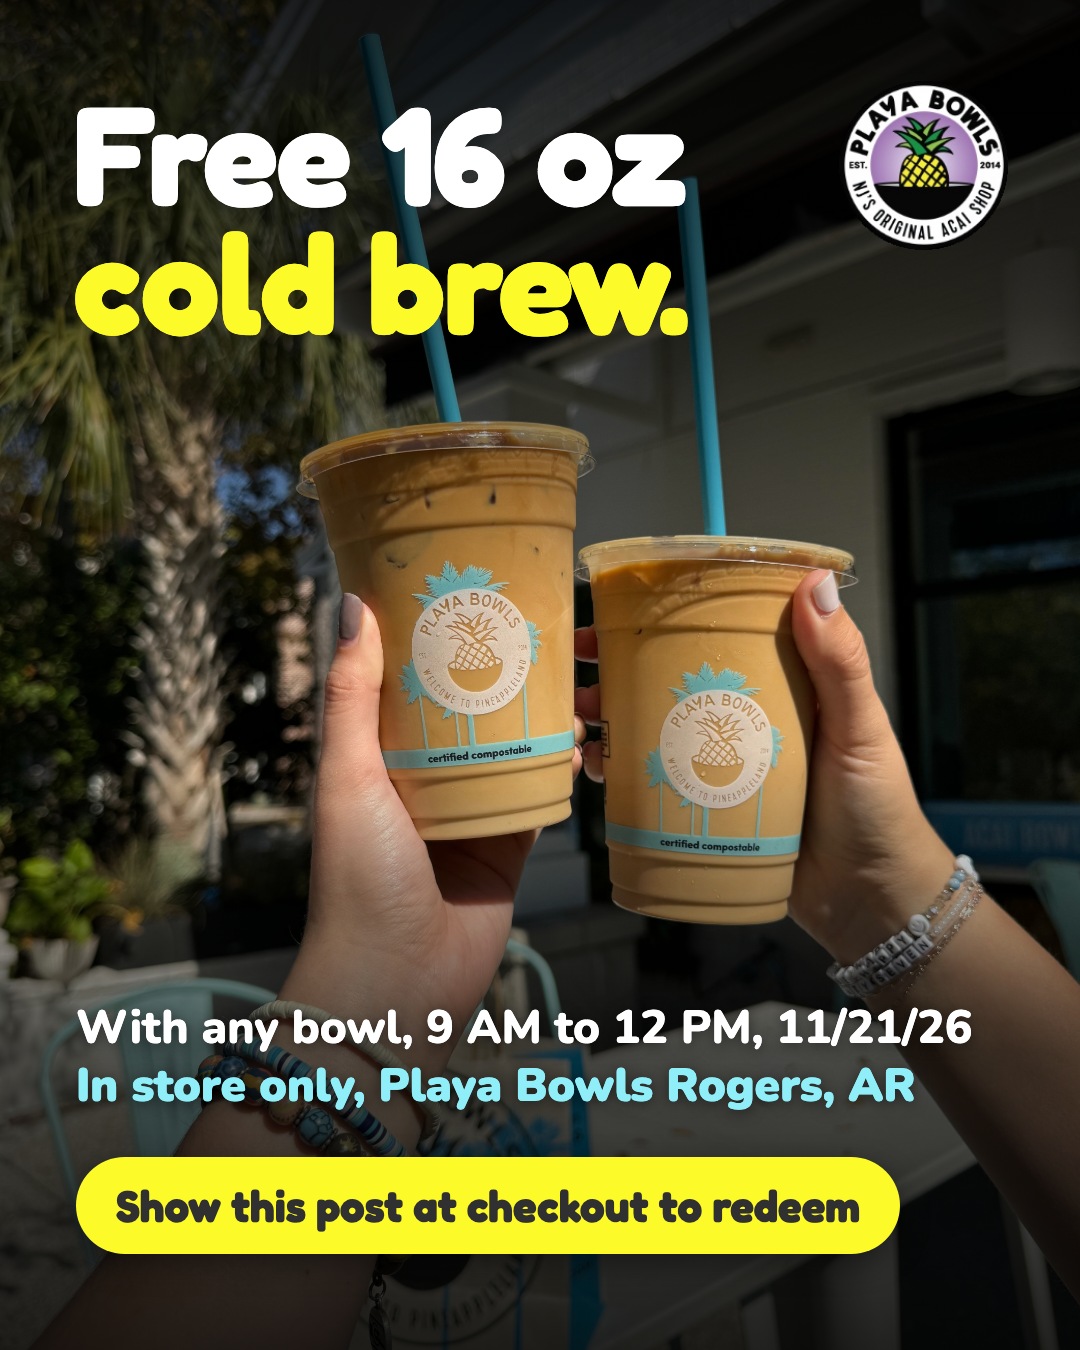 Free 16 oz
cold brew.
PLAYA BOWLS
EST. 2014
NJ'S ORIGINAL ACAI SHOP
PLAYA BOWLS
WELCOME TO PINEAPPLELAND
certified compostable
PLAYA BOWLS
WELCOME TO PINEAPPLELAND
certified compostable
With any bowl, 9 AM to 12 PM, 11/21/26
In store only, Playa Bowls Rogers, AR
Show this post at checkout to redeem